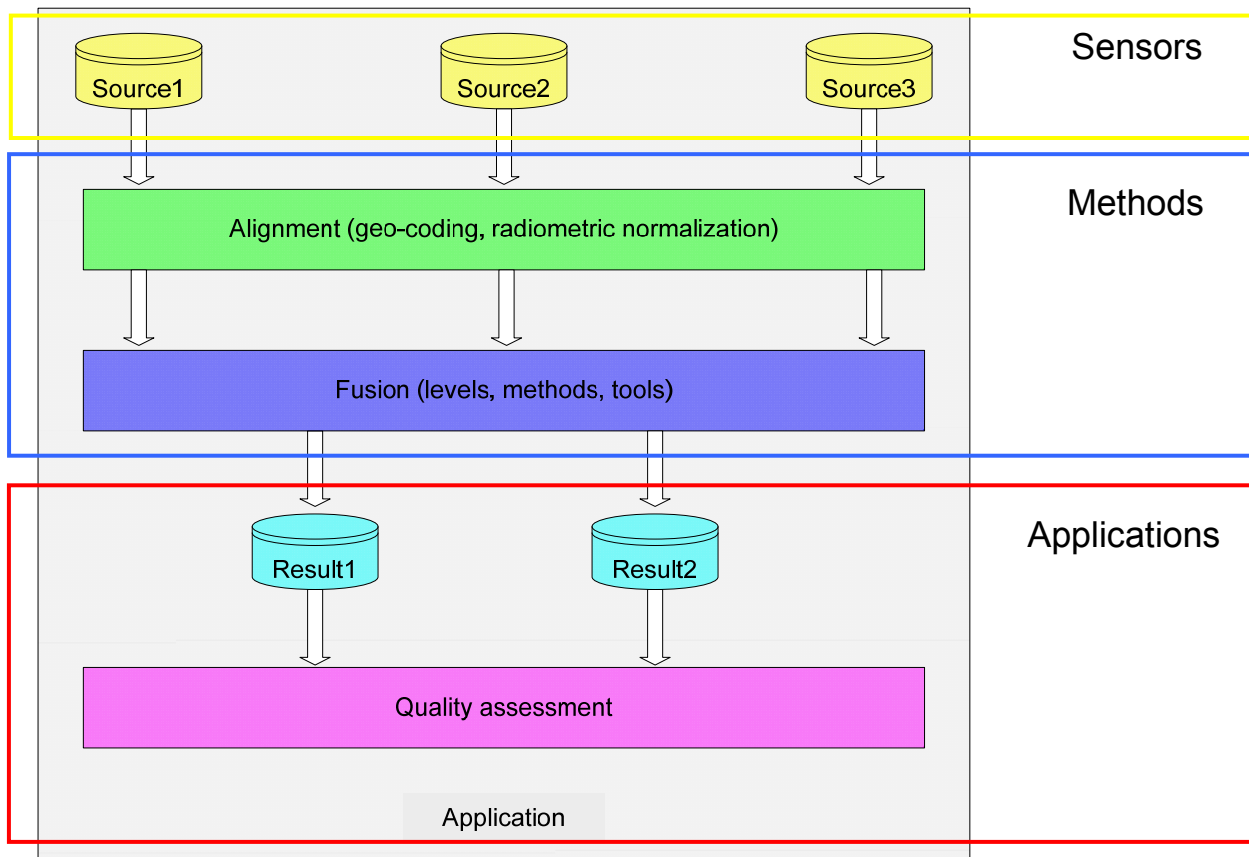 Sensors
Source1
Source2
Source3
Methods
Alignment (geo-coding, radiometric normalization)
Fusion (levels, methods, tools)
Applications
Result1
Result2
Quality assessment
Application